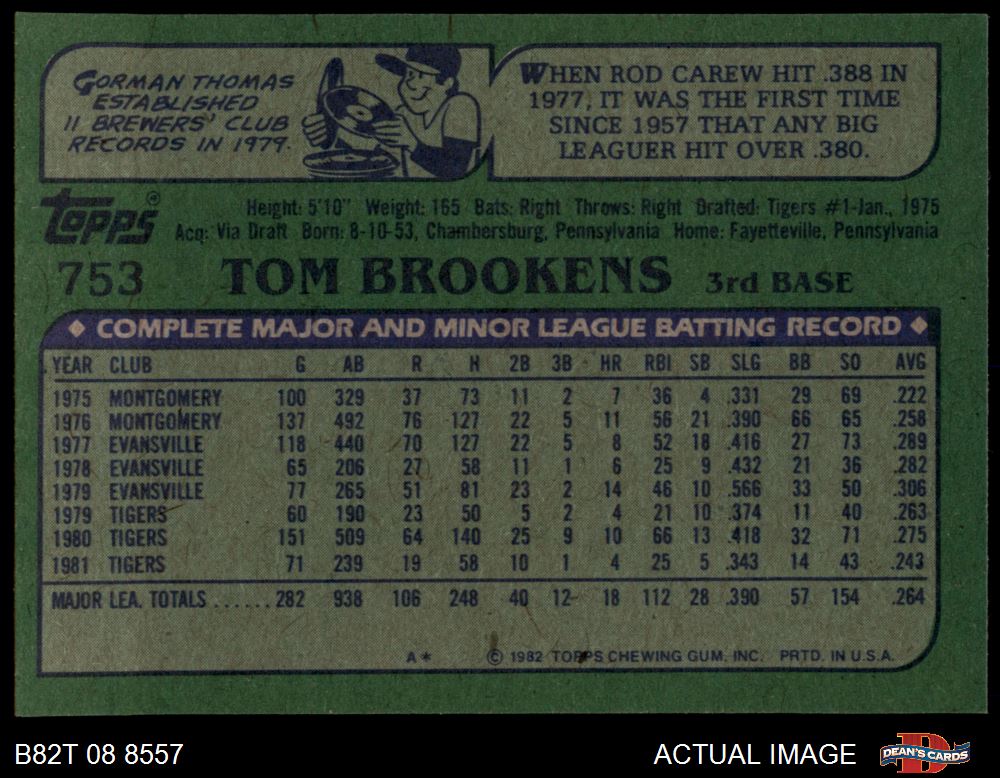 GORMAN THOMAS
ESTABLISHED
11 BREWERS' CLUB
RECORDS IN 1979.
WHEN ROD CAREW HIT .388 IN
1977, IT WAS THE FIRST TIME
SINCE 1957 THAT ANY BIG
LEAGUER HIT OVER .380.
TOPPS®
Height: 5'10" Weight: 165 Bats: Right Throws: Right Drafted: Tigers #1-Jan., 1975
Acq: Via Draft Born: 8-10-53, Chambersburg, Pennsylvania Home: Fayetteville, Pennsylvania
753 TOM BROOKENS 3rd BASE
♦ COMPLETE MAJOR AND MINOR LEAGUE BATTING RECORD ♦
YEAR CLUB G AB R H 2B 3B HR RBI SB SLG BB SO AVG
1975 MONTGOMERY 100 329 37 73 11 2 7 36 4 .331 29 69 .222
1976 MONTGOMERY 137 492 76 127 22 5 11 56 21 .390 66 65 .258
1977 EVANSVILLE 118 440 70 127 22 5 8 52 18 .416 27 73 .289
1978 EVANSVILLE 65 206 27 58 11 1 6 25 9 .432 21 36 .282
1979 EVANSVILLE 77 265 51 81 23 2 14 46 10 .566 33 50 .306
1979 TIGERS 60 190 23 50 5 2 4 21 10 .374 11 40 .263
1980 TIGERS 151 509 64 140 25 9 10 66 13 .418 32 71 .275
1981 TIGERS 71 239 19 58 10 1 4 25 5 .343 14 43 .243
MAJOR LEA. TOTALS ...... 282 938 106 248 40 12 18 112 28 .390 57 154 .264
A* © 1982 TOPPS CHEWING GUM, INC. PRTD. IN U.S.A.
B82T 08 8557 ACTUAL IMAGE D DEAN'S CARDS